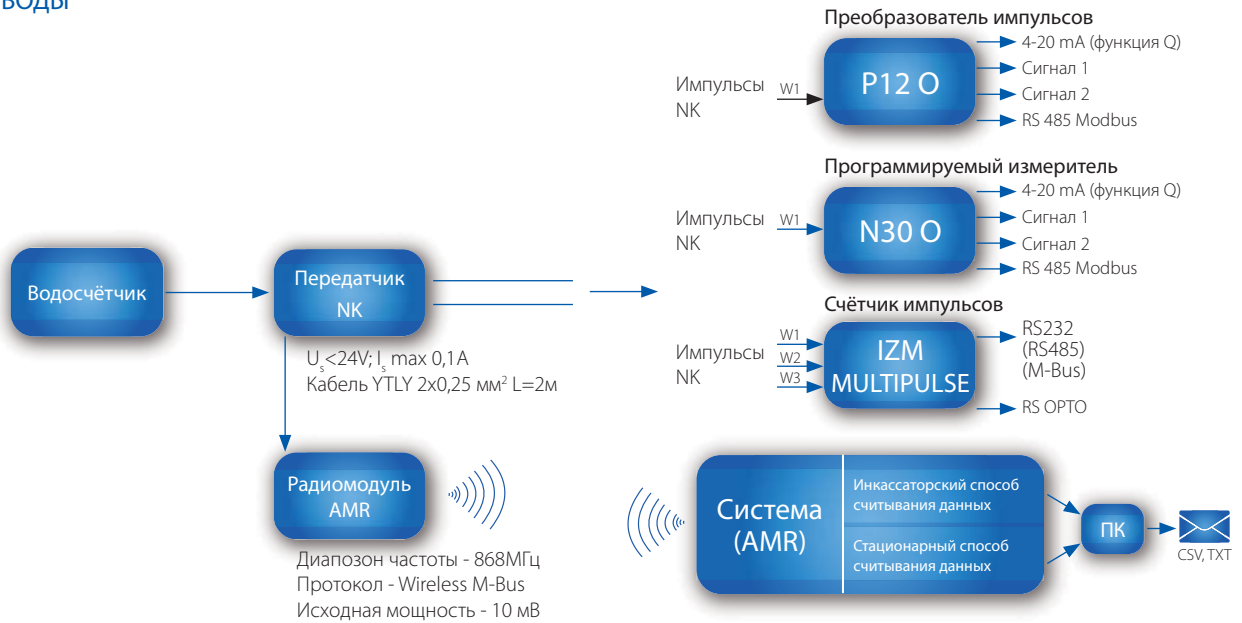 ВОДЫ
Преобразователь импульсов
Импульсы
NK
W1
P12 O
4-20 mA (функция Q)
Сигнал 1
Сигнал 2
RS 485 Modbus
Программируемый измеритель
Импульсы
NK
W1
N30 O
4-20 mA (функция Q)
Сигнал 1
Сигнал 2
RS 485 Modbus
Водосчётчик
Передатчик
NK
U_s<24V; I_s max 0,1A
Кабель YTLY 2x0,25 мм² L=2м
Счётчик импульсов
Импульсы
NK
W1
W2
W3
IZM
MULTIPULSE
RS232
(RS485)
(M-Bus)
RS OPTO
Радиомодуль
AMR
Диапозон частоты - 868МГц
Протокол - Wireless M-Bus
Исходная мощность - 10 мВ
Система
(AMR)
Инкассаторский способ
считывания данных
Стационарный способ
считывания данных
ПК
CSV, TXT